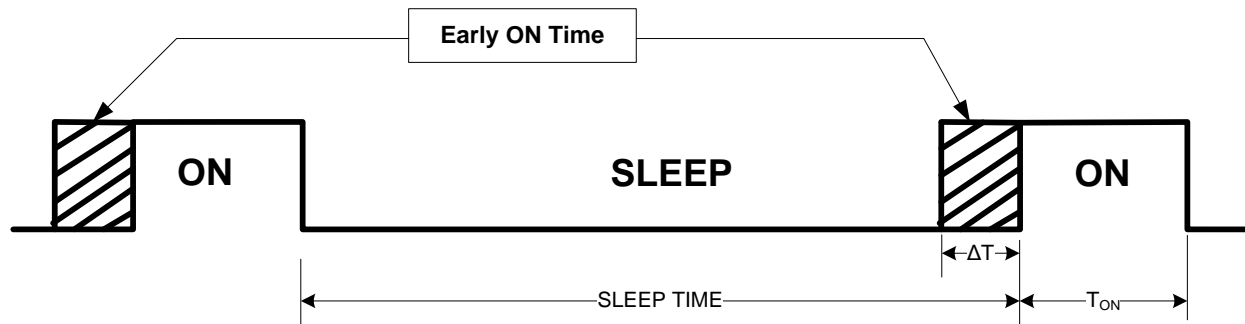 Early ON Time
ON
SLEEP
ON
ΔT
SLEEP TIME
TON